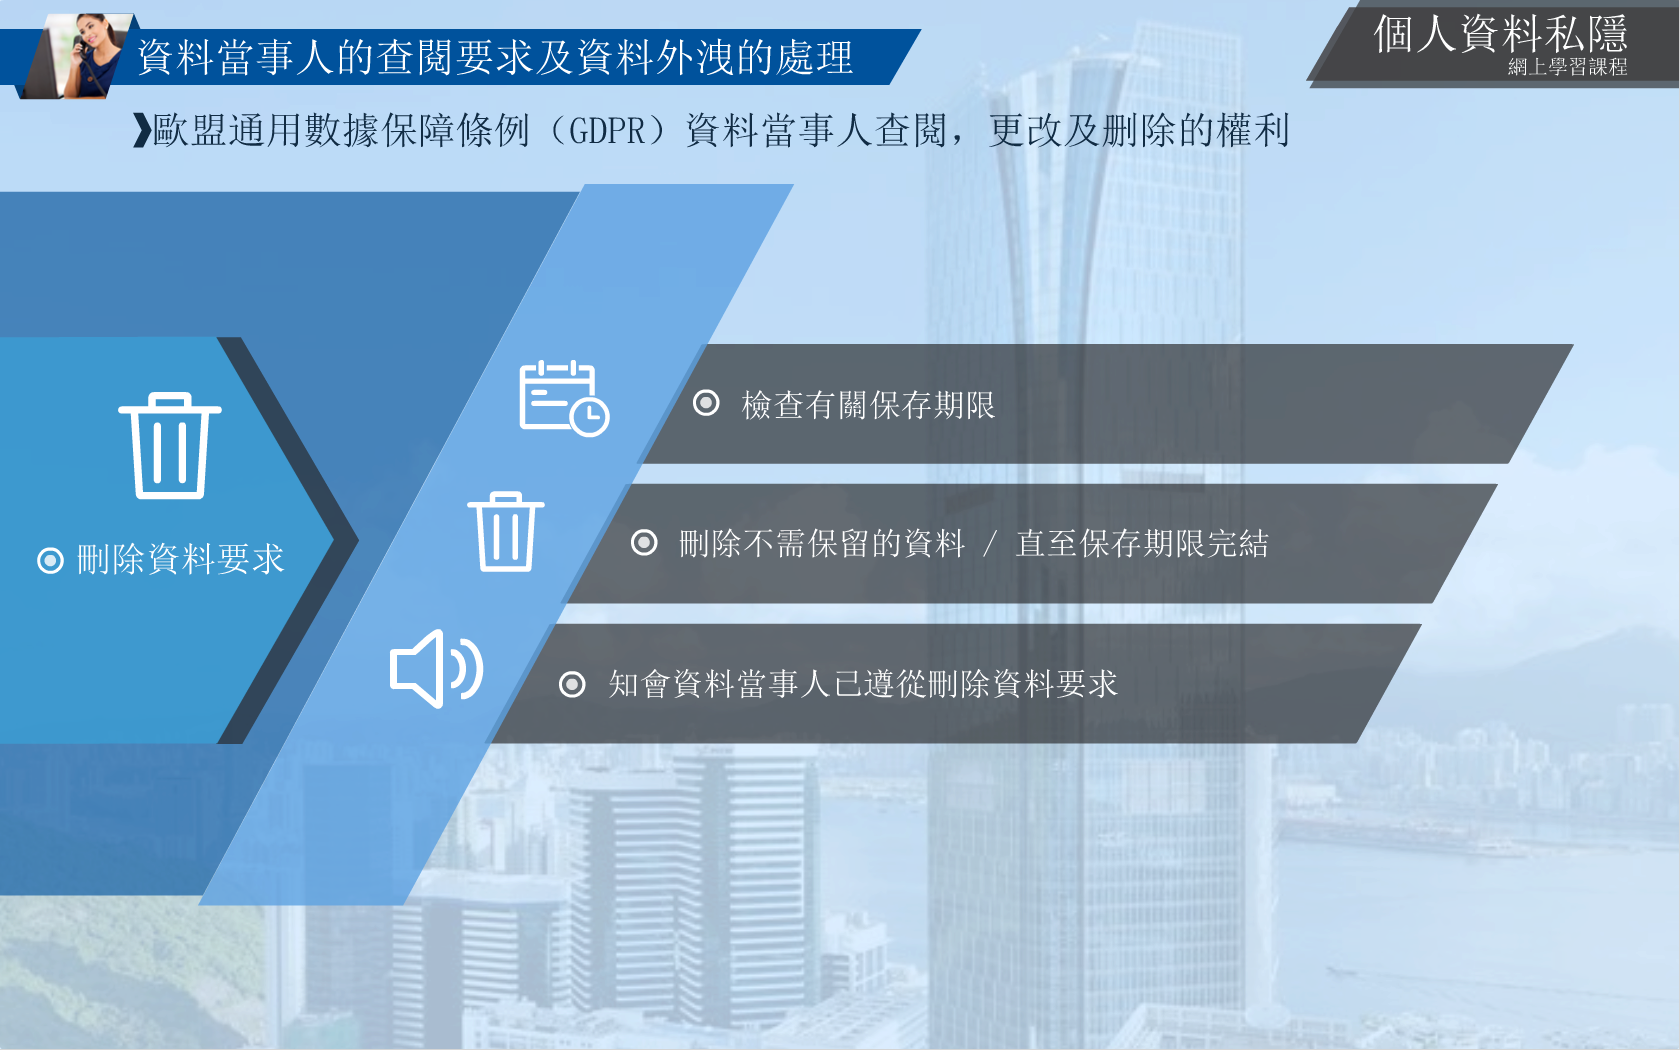 資料當事人的查閱要求及資料外洩的處理
個人資料私隱
網上學習課程
歐盟通用數據保障條例（GDPR）資料當事人查閱，更改及刪除的權利
刪除資料要求
檢查有關保存期限
刪除不需保留的資料 / 直至保存期限完結
知會資料當事人已遵從刪除資料要求